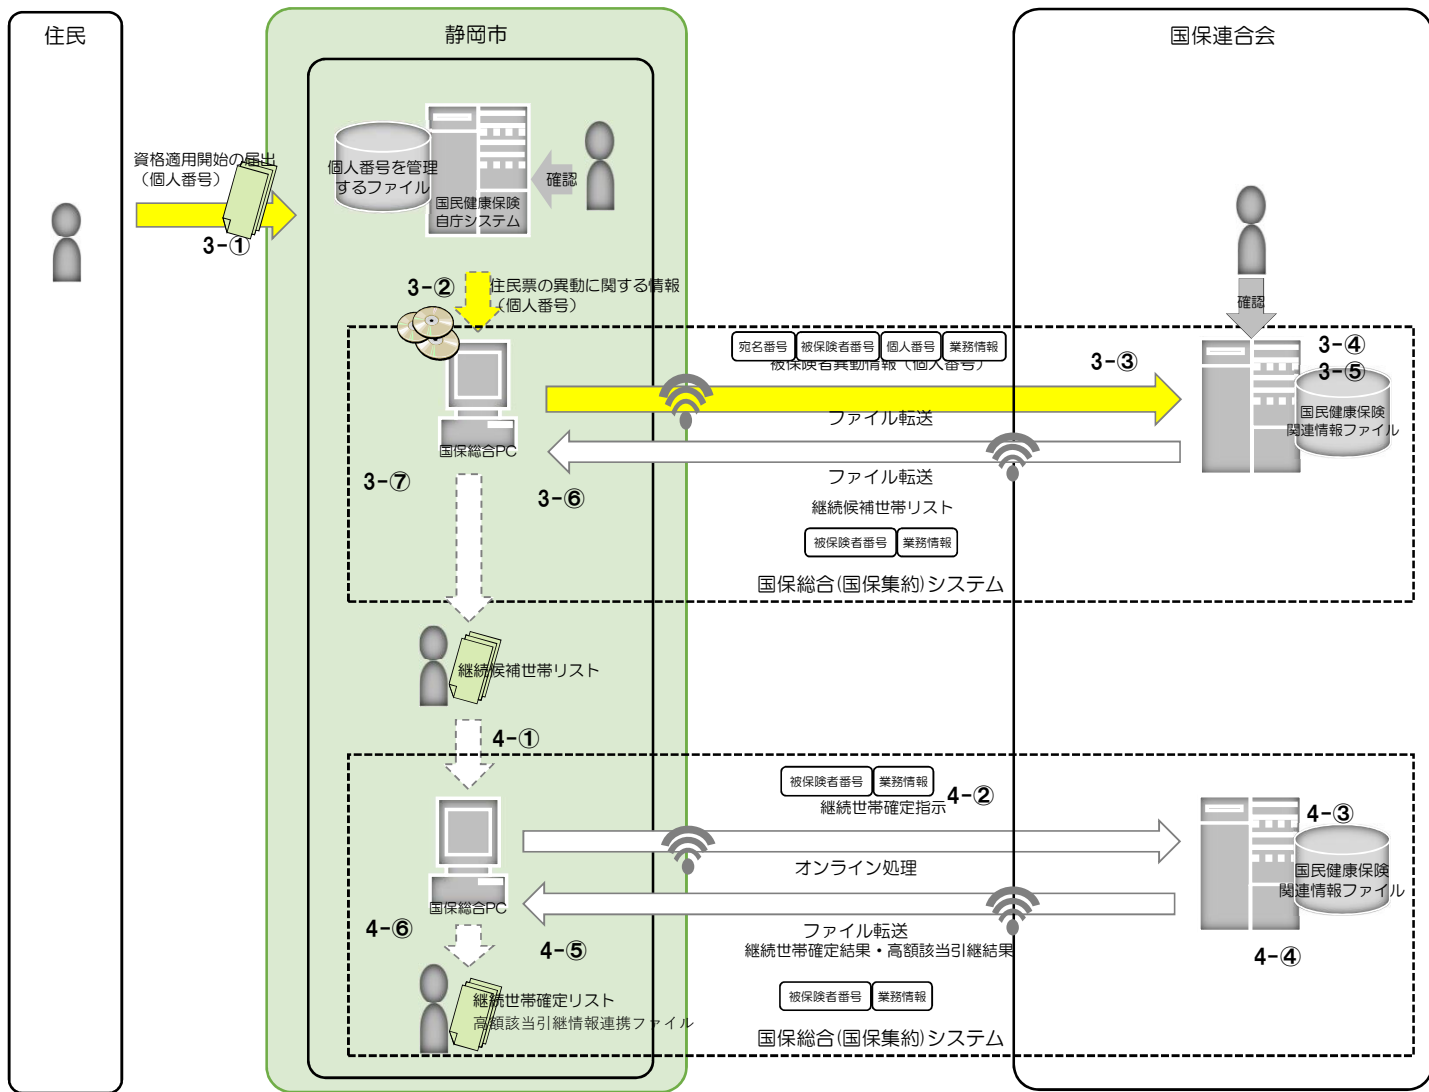 住民
静岡市
国保連合会
資格適用開始の届出
(個人番号)
3-①
個人番号を管理
するファイル
国民健康保険
自庁システム
確認
3-②
住民票の異動に関する情報
(個人番号)
確認
宛名番号
被保険者番号
個人番号
業務情報
被保険者異動情報(個人番号)
3-③
3-④
3-⑤
ファイル転送
国民健康保険
関連情報ファイル
国保総合PC
3-⑦
3-⑥
ファイル転送
継続候補世帯リスト
被保険者番号
業務情報
国保総合(国保集約)システム
継続候補世帯リスト
4-①
被保険者番号
業務情報
4-②
継続世帯確定指示
4-③
オンライン処理
国民健康保険
関連情報ファイル
国保総合PC
4-⑥
4-⑤
ファイル転送
継続世帯確定結果・高額該当引継結果
4-④
被保険者番号
業務情報
継続世帯確定リスト
高額該当引継情報連携ファイル
国保総合(国保集約)システム